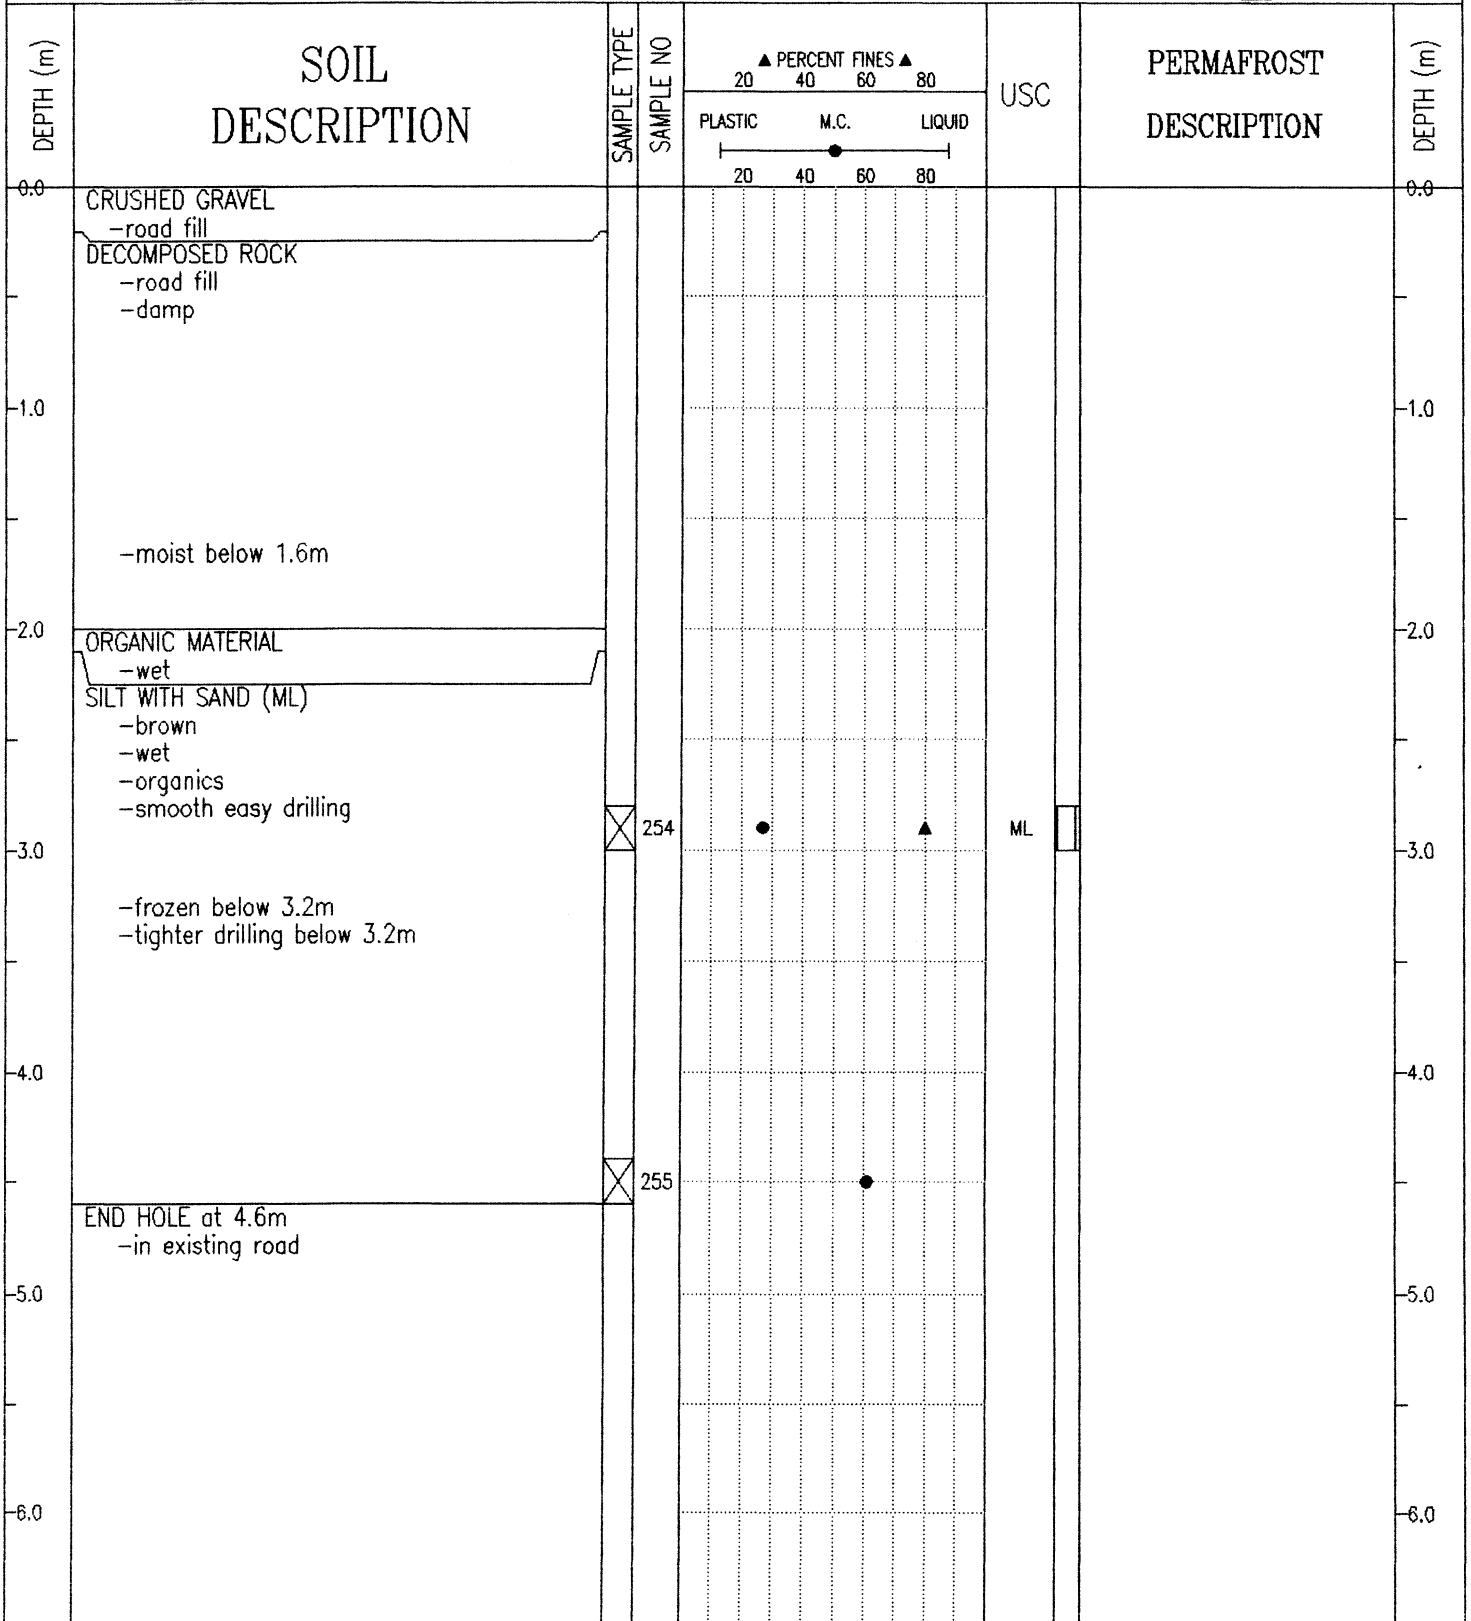 DEPTH (m)
SOIL
DESCRIPTION
SAMPLE TYPE
SAMPLE NO
▲ PERCENT FINES ▲
20 40 60 80
PLASTIC M.C. LIQUID
20 40 60 80
USC
PERMAFROST
DESCRIPTION
DEPTH (m)
0.0 0.0
CRUSHED GRAVEL
-road fill
DECOMPOSED ROCK
-road fill
-damp
1.0 1.0
-moist below 1.6m
2.0 2.0
ORGANIC MATERIAL
-wet
SILT WITH SAND (ML)
-brown
-wet
-organics
-smooth easy drilling
254 ML
3.0 3.0
-frozen below 3.2m
-tighter drilling below 3.2m
4.0 4.0
255
END HOLE at 4.6m
-in existing road
5.0 5.0
6.0 6.0